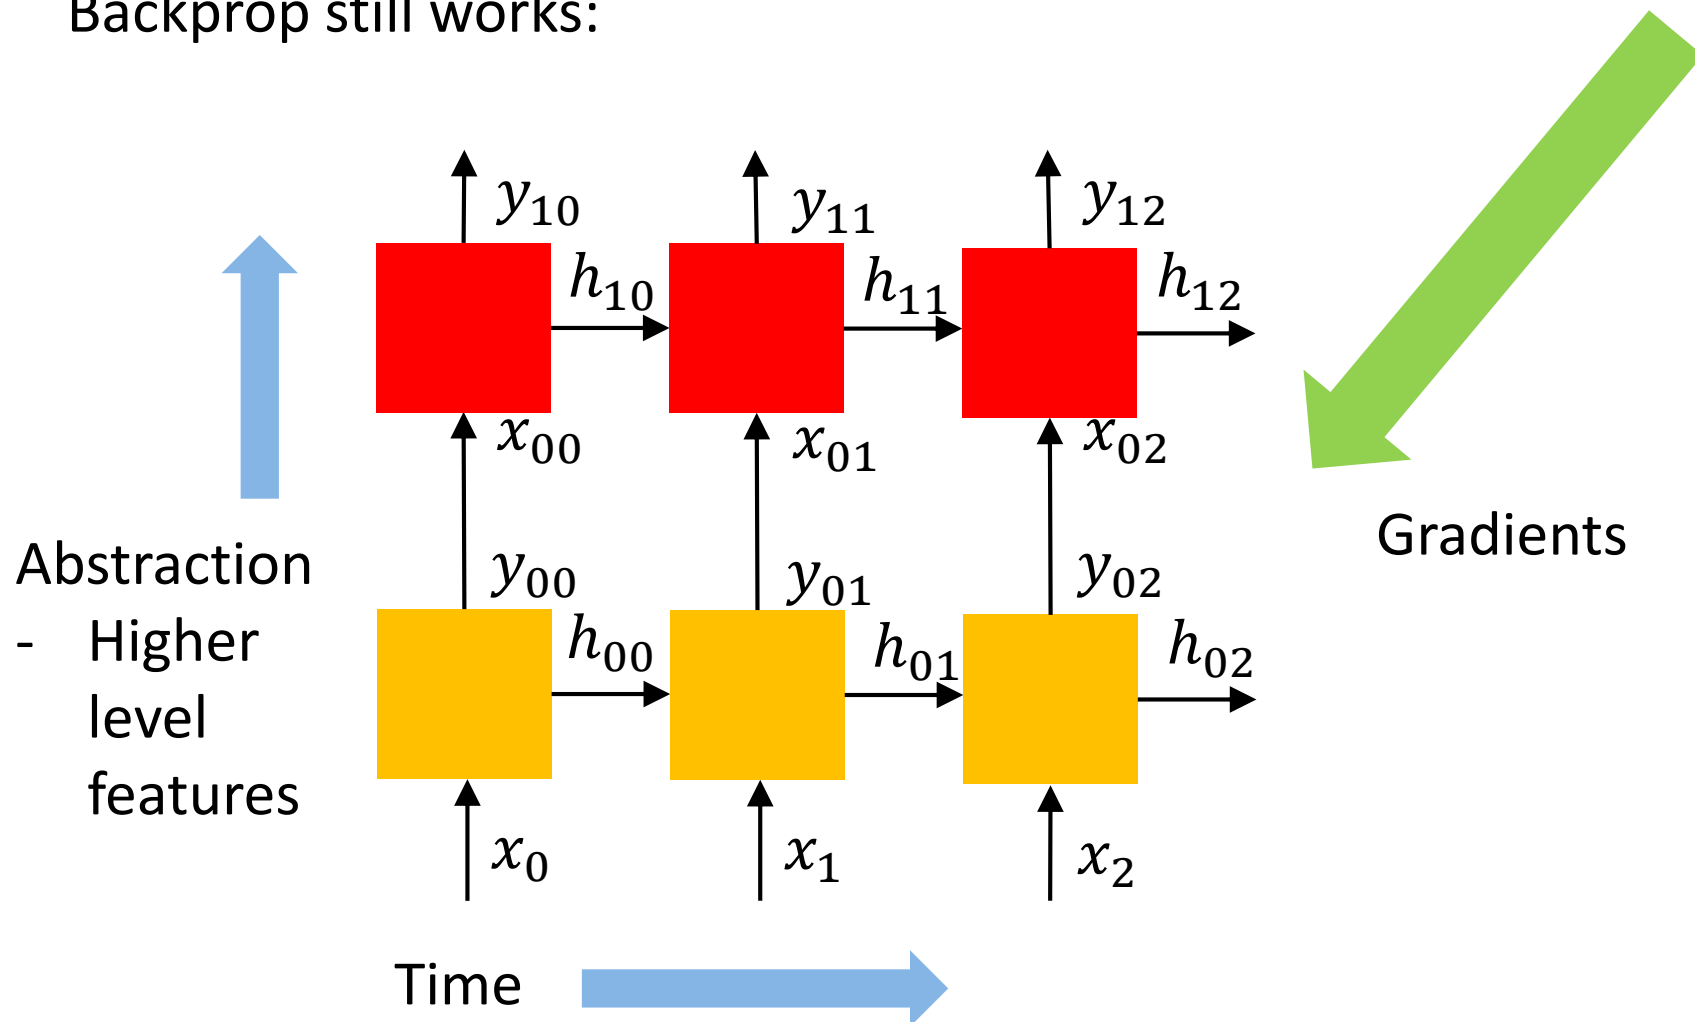 Backprop still works:
y₁₀ y₁₁ y₁₂
h₁₀ h₁₁ h₁₂
x₀₀ x₀₁ x₀₂
Gradients
Abstraction
y₀₀ y₀₁ y₀₂
- Higher
level
features
h₀₀ h₀₁ h₀₂
x₀ x₁ x₂
Time